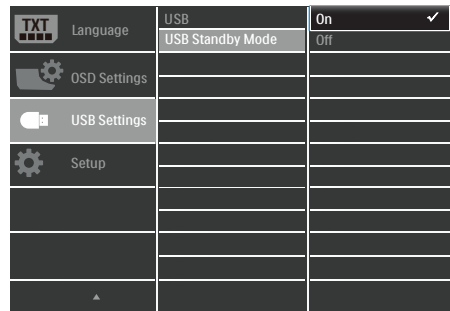 TXT
Language
OSD Settings
USB Settings
Setup
USB
USB Standby Mode
On
Off